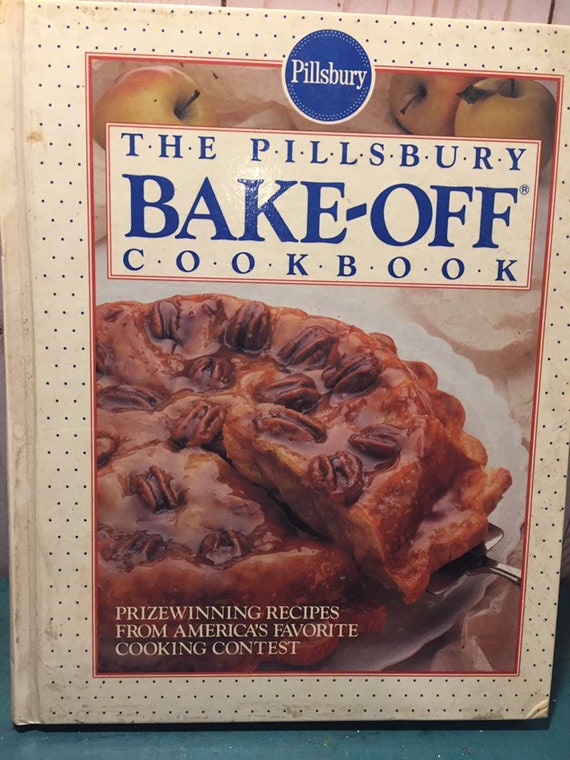 Pillsbury
THE PILLSBURY
BAKE-OFF®
COOKBOOK
PRIZEWINNING RECIPES
FROM AMERICA'S FAVORITE
COOKING CONTEST